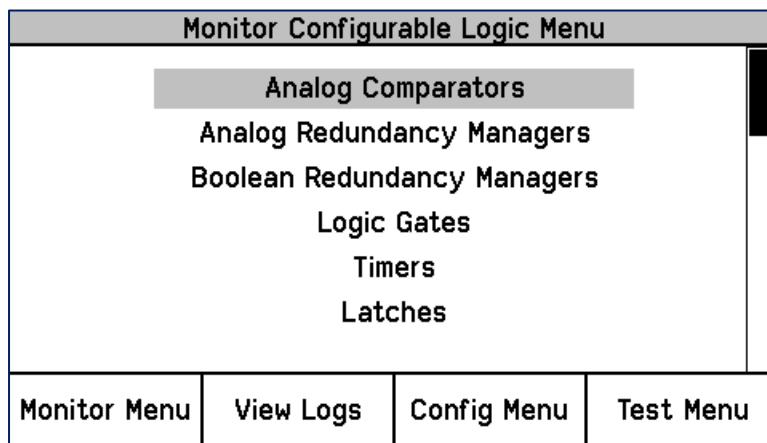 Monitor Configurable Logic Menu
Analog Comparators
Analog Redundancy Managers
Boolean Redundancy Managers
Logic Gates
Timers
Latches
Monitor Menu View Logs Config Menu Test Menu